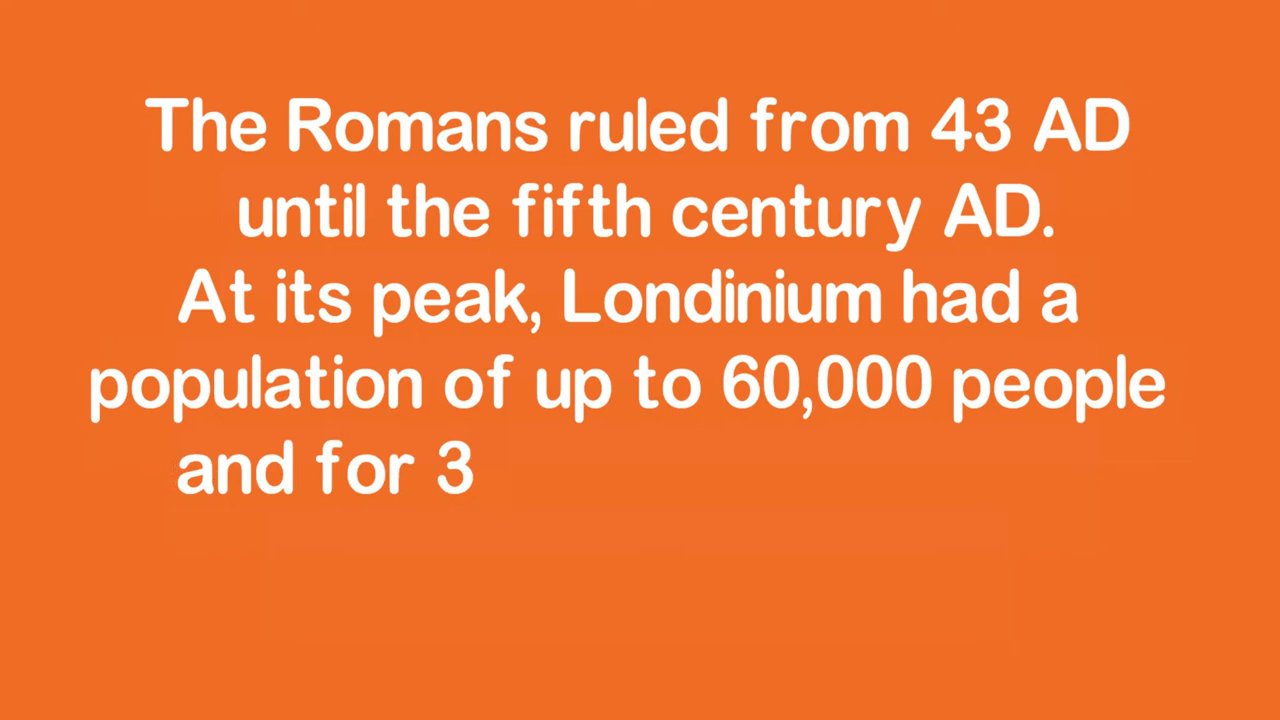 The Romans ruled from 43 AD
until the fifth century AD.
At its peak, Londinium had a
population of up to 60,000 people
and for 3